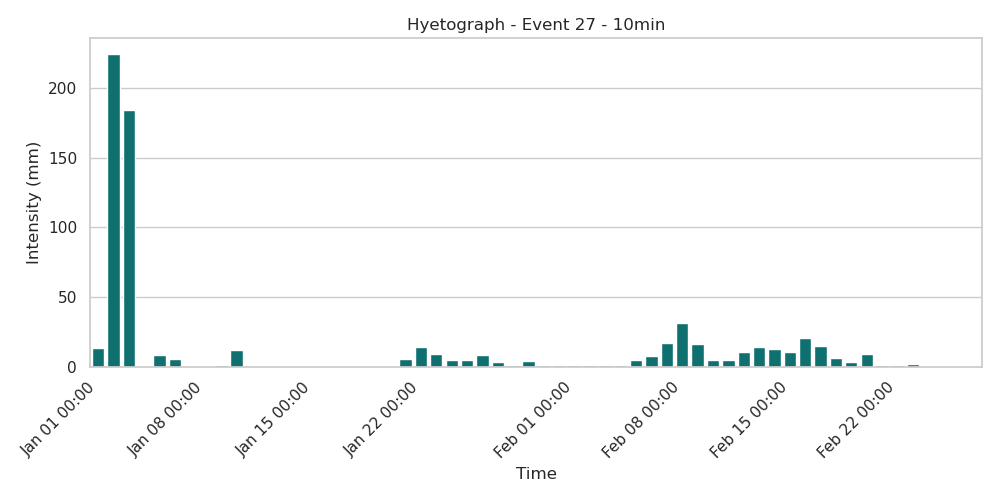 Hyetograph - Event 27 - 10min
Intensity (mm)
200
150
100
50
0
Jan 01 00:00
Jan 08 00:00
Jan 15 00:00
Jan 22 00:00
Feb 01 00:00
Feb 08 00:00
Feb 15 00:00
Feb 22 00:00
Time